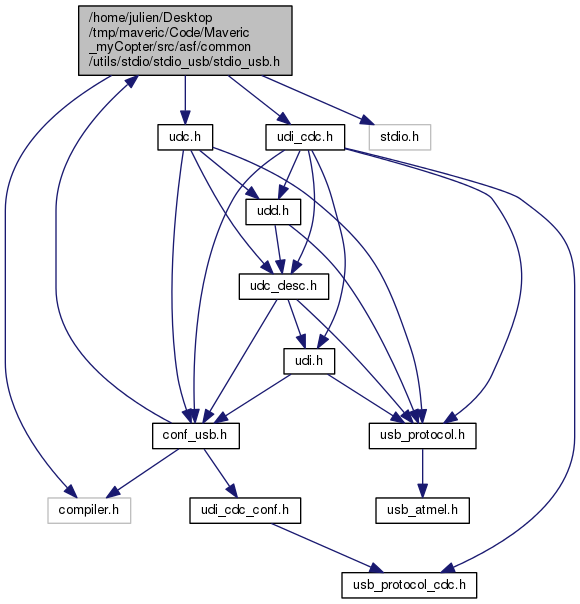 /home/julien/Desktop
/tmp/maveric/Code/Maveric
_myCopter/src/asf/common
/utils/stdio/stdio_usb/stdio_usb.h
udc.h
udi_cdc.h
stdio.h
udd.h
udc_desc.h
udi.h
conf_usb.h
usb_protocol.h
compiler.h
udi_cdc_conf.h
usb_atmel.h
usb_protocol_cdc.h